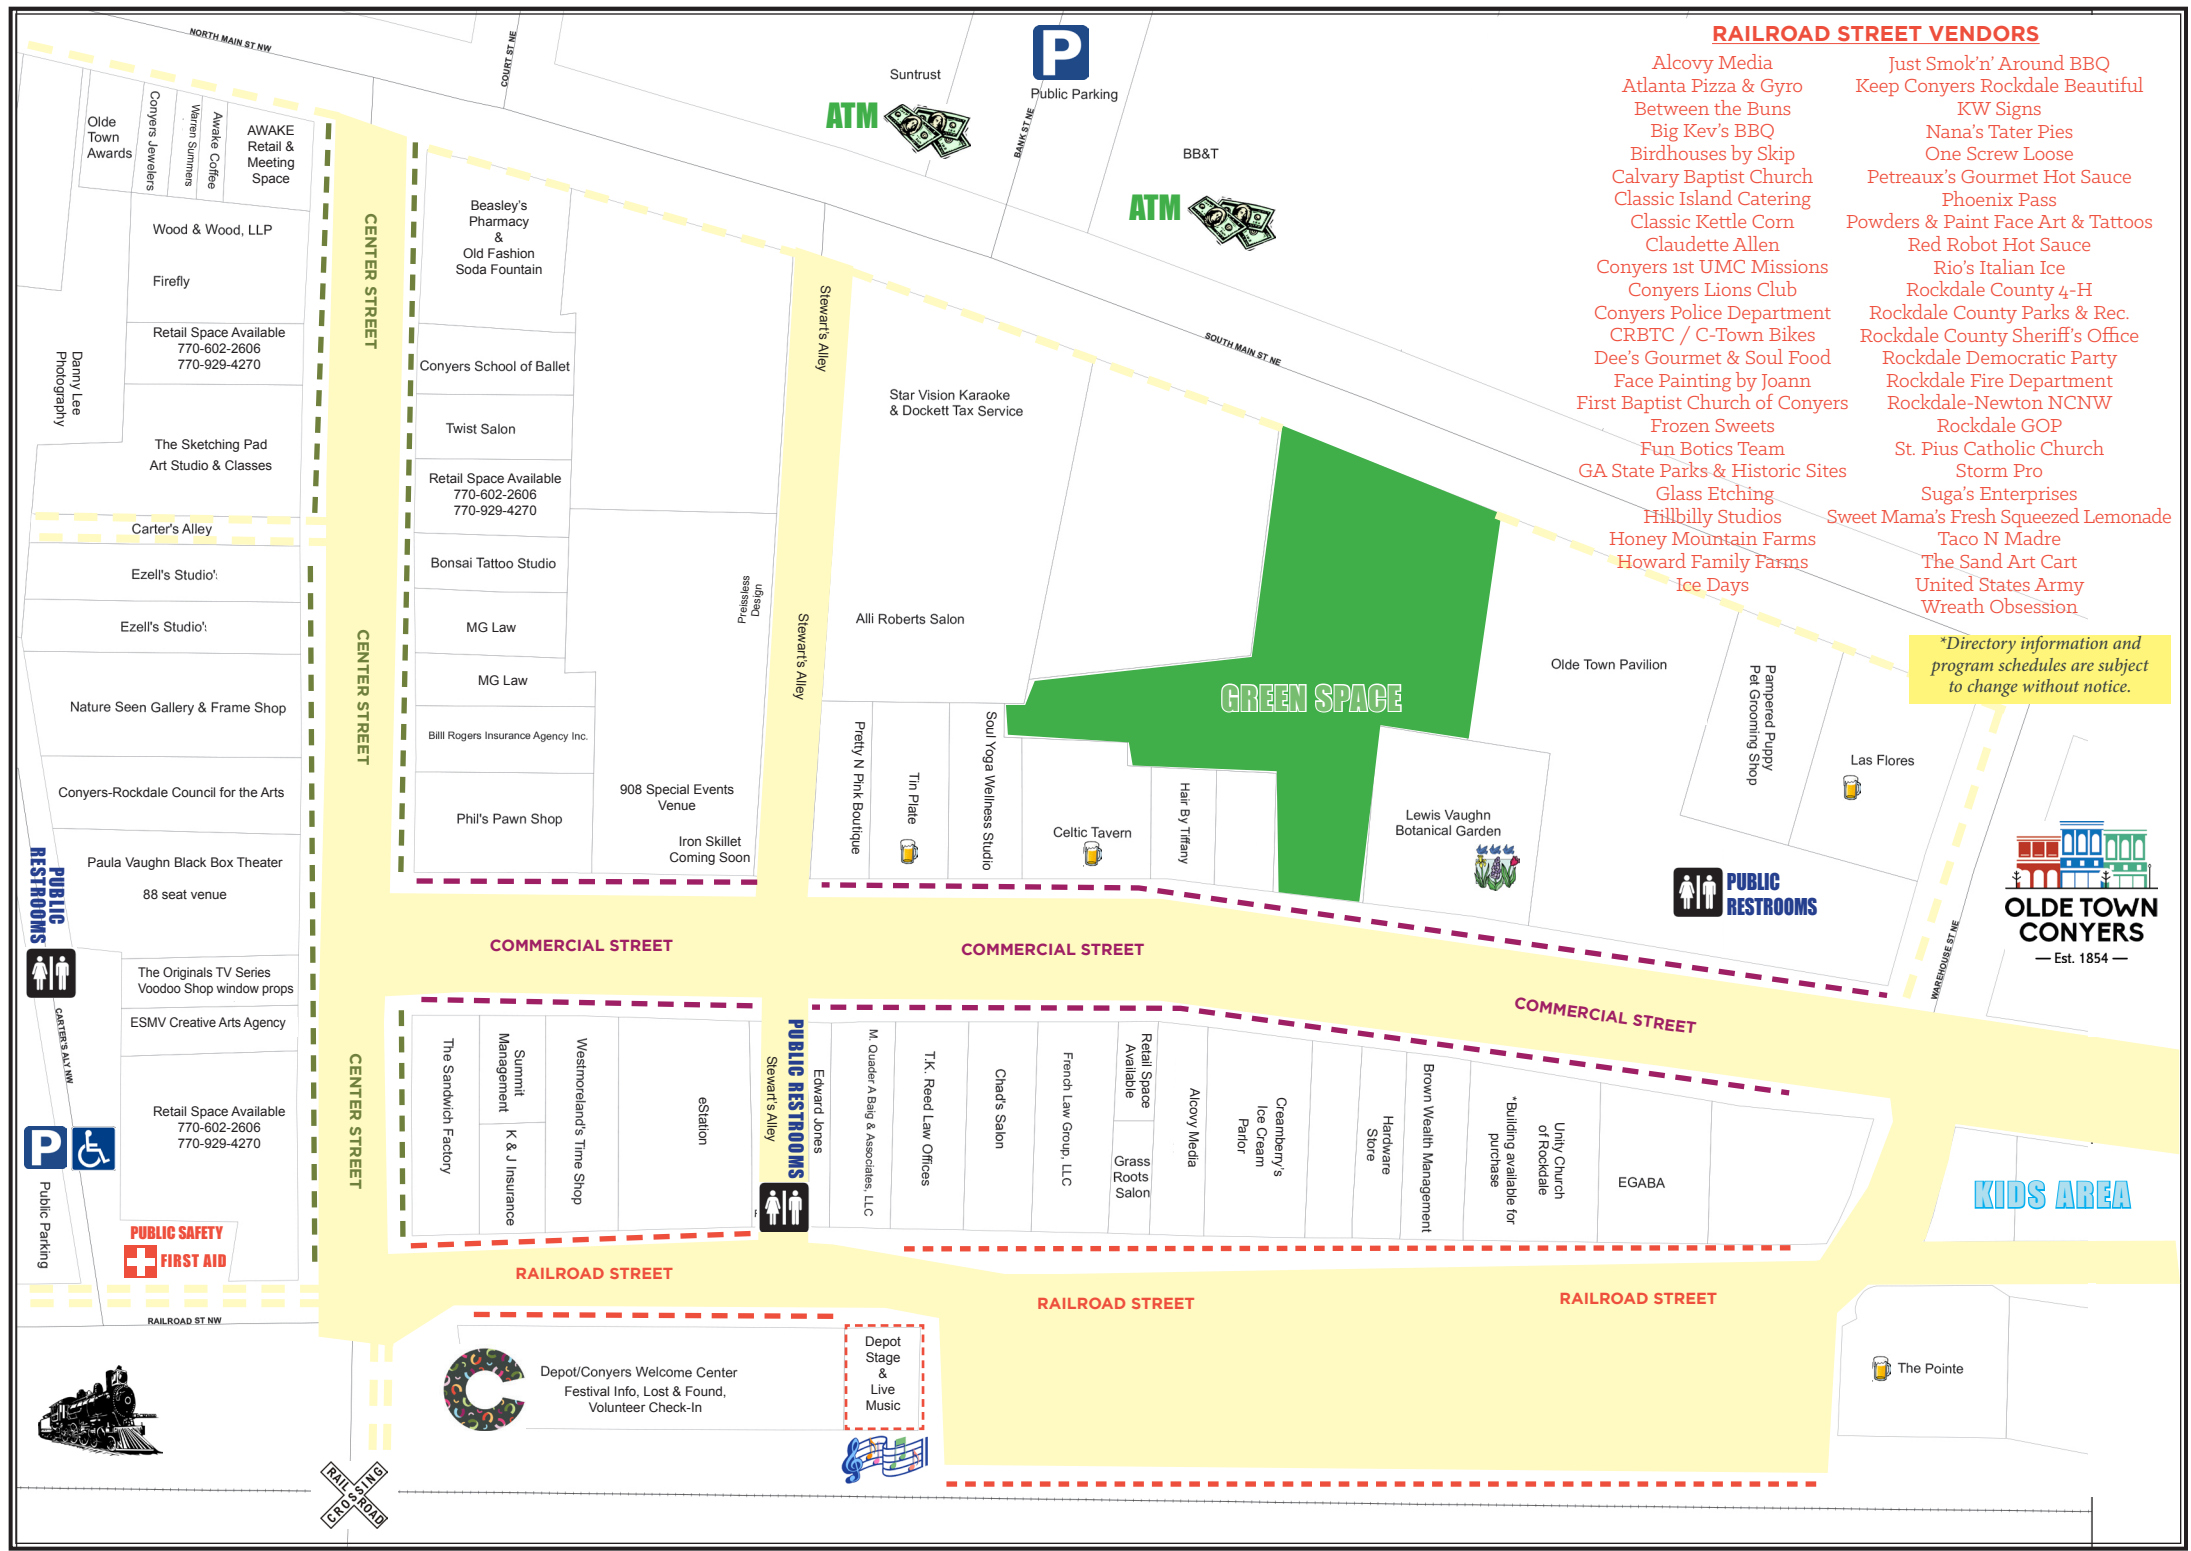 NORTH MAIN ST NW
COURT ST NE
Suntrust
ATM
P
Public Parking
BANK ST NE
BB&T
ATM
SOUTH MAIN ST NE
RAILROAD STREET VENDORS
Alcovy Media
Atlanta Pizza & Gyro
Between the Buns
Big Kev's BBQ
Birdhouses by Skip
Calvary Baptist Church
Classic Island Catering
Classic Kettle Corn
Claudette Allen
Conyers 1st UMC Missions
Conyers Lions Club
Conyers Police Department
CRBTC / C-Town Bikes
Dee's Gourmet & Soul Food
Face Painting by Joann
First Baptist Church of Conyers
Frozen Sweets
Fun Botics Team
GA State Parks & Historic Sites
Glass Etching
Hillbilly Studios
Honey Mountain Farms
Howard Family Farms
Ice Days
Just Smok'n' Around BBQ
Keep Conyers Rockdale Beautiful
KW Signs
Nana's Tater Pies
One Screw Loose
Petreaux's Gourmet Hot Sauce
Phoenix Pass
Powders & Paint Face Art & Tattoos
Red Robot Hot Sauce
Rio's Italian Ice
Rockdale County 4-H
Rockdale County Parks & Rec.
Rockdale County Sheriff's Office
Rockdale Democratic Party
Rockdale Fire Department
Rockdale-Newton NCNW
Rockdale GOP
St. Pius Catholic Church
Storm Pro
Suga's Enterprises
Sweet Mama's Fresh Squeezed Lemonade
Taco N Madre
The Sand Art Cart
United States Army
Wreath Obsession
*Directory information and
program schedules are subject
to change without notice.
Olde
Town
Awards
Conyers Jewelers
Warren Summers
Awake Coffee
AWAKE
Retail &
Meeting
Space
Wood & Wood, LLP
Firefly
Retail Space Available
770-602-2606
770-929-4270
Danny Lee
Photography
The Sketching Pad
Art Studio & Classes
Carter's Alley
Ezell's Studio's
Ezell's Studio's
Nature Seen Gallery & Frame Shop
Conyers-Rockdale Council for the Arts
Paula Vaughn Black Box Theater
88 seat venue
PUBLIC
RESTROOMS
The Originals TV Series
Voodoo Shop window props
ESMV Creative Arts Agency
CARTER'S ALY NW
Retail Space Available
770-602-2606
770-929-4270
P
Public Parking
PUBLIC SAFETY
FIRST AID
RAILROAD ST NW
CENTER STREET
CENTER STREET
CENTER STREET
Beasley's
Pharmacy
&
Old Fashion
Soda Fountain
Conyers School of Ballet
Twist Salon
Retail Space Available
770-602-2606
770-929-4270
Bonsai Tattoo Studio
MG Law
MG Law
Billl Rogers Insurance Agency Inc.
Phil's Pawn Shop
Preissless
Design
908 Special Events
Venue
Iron Skillet
Coming Soon
Stewart's Alley
Stewart's Alley
Star Vision Karaoke
& Dockett Tax Service
Alli Roberts Salon
Pretty N Pink Boutique
Tin Plate
Soul Yoga Wellness Studio
Celtic Tavern
Hair By Tiffany
GREEN SPACE
Lewis Vaughn
Botanical Garden
Olde Town Pavilion
Pampered Puppy
Pet Grooming Shop
Las Flores
PUBLIC
RESTROOMS
WAREHOUSE ST NE
OLDE TOWN
CONYERS
Est. 1854
COMMERCIAL STREET
COMMERCIAL STREET
COMMERCIAL STREET
The Sandwich Factory
Summit
Management
K & J Insurance
Westmoreland's Time Shop
eStation
Stewart's Alley
PUBLIC RESTROOMS
Edward Jones
M. Quader A Baig & Associates, LLC
T.K. Reed Law Offices
Chad's Salon
French Law Group, LLC
Retail Space
Available
Grass
Roots
Salon
Alcovy Media
Creamberry's
Ice Cream
Parlor
Hardware
Store
Brown Wealth Management
*Building available for
purchase
Unity Church
of Rockdale
EGABA
KIDS AREA
RAILROAD STREET
RAILROAD STREET
RAILROAD STREET
Depot/Conyers Welcome Center
Festival Info, Lost & Found,
Volunteer Check-In
Depot
Stage
&
Live
Music
The Pointe
RAIL ROAD
CROSSING